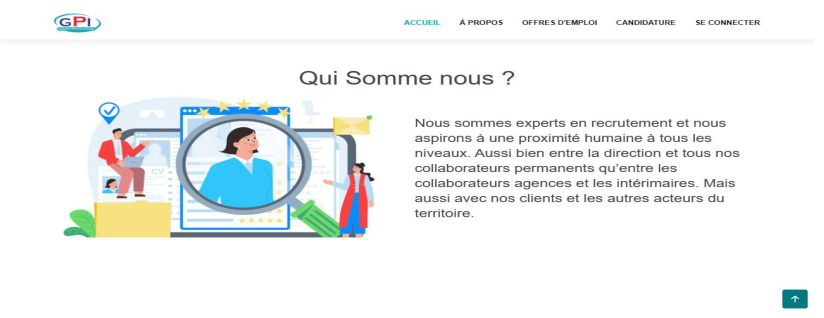 GPI
ACCUEIL À PROPOS OFFRES D'EMPLOI CANDIDATURE SE CONNECTER
Qui Somme nous ?
CV
Nous sommes experts en recrutement et nous
aspirons à une proximité humaine à tous les
niveaux. Aussi bien entre la direction et tous nos
collaborateurs permanents qu'entre les
collaborateurs agences et les intérimaires. Mais
aussi avec nos clients et les autres acteurs du
territoire.